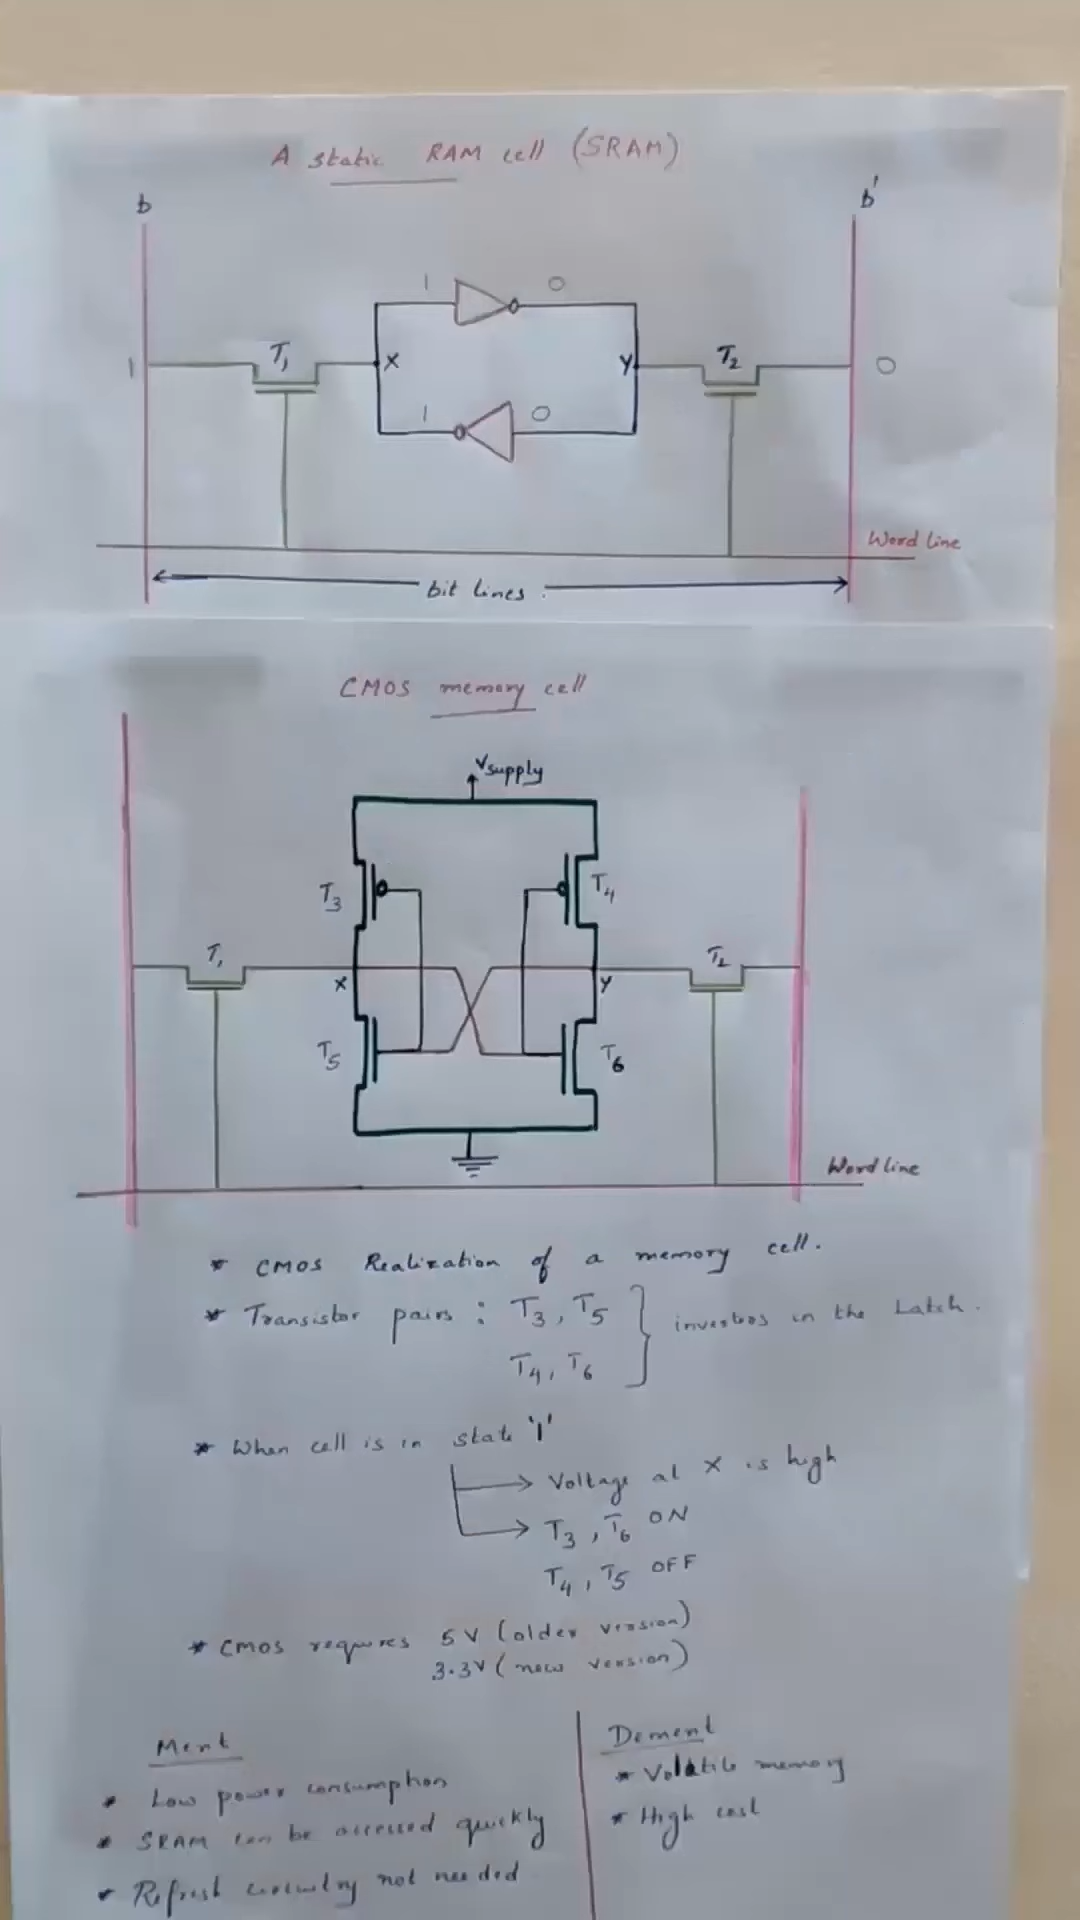 A static RAM cell (SRAM)
b b'
1 0
T1 X Y T2
1 1 0 0
Word line
bit lines
CMOS memory cell
Vsupply
T3 T4
T1 T2
X Y
T5 T6
Word line
* CMOS Realization of a memory cell.
* Transistor pairs : T3, T5 } invertros in the Latch.
T4, T6
* When cell is in state '1'
→ Voltage at X is high
→ T3, T6 ON
T4, T5 OFF
* CMOS requires 5V (older version)
3.3V (new version)
Merit
* Low power consumption
* SRAM can be accessed quickly
* Refresh circuitry not needed
Demerit
* Volatile memory
* High cost